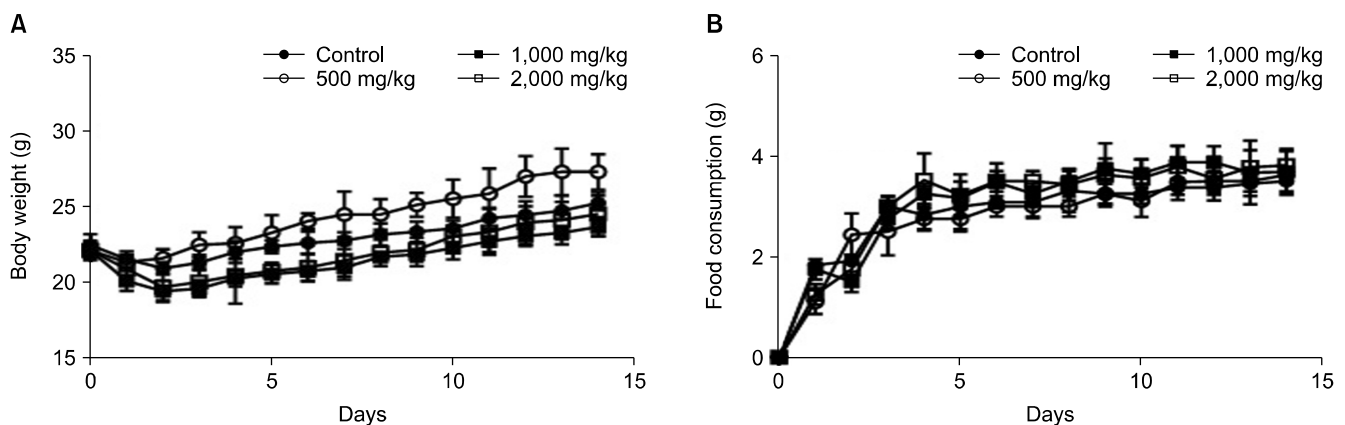 A
Control
1,000 mg/kg
500 mg/kg
2,000 mg/kg
Body weight (g)
35
30
25
20
15
0
5
10
15
Days
B
Control
1,000 mg/kg
500 mg/kg
2,000 mg/kg
Food consumption (g)
6
4
2
0
0
5
10
15
Days